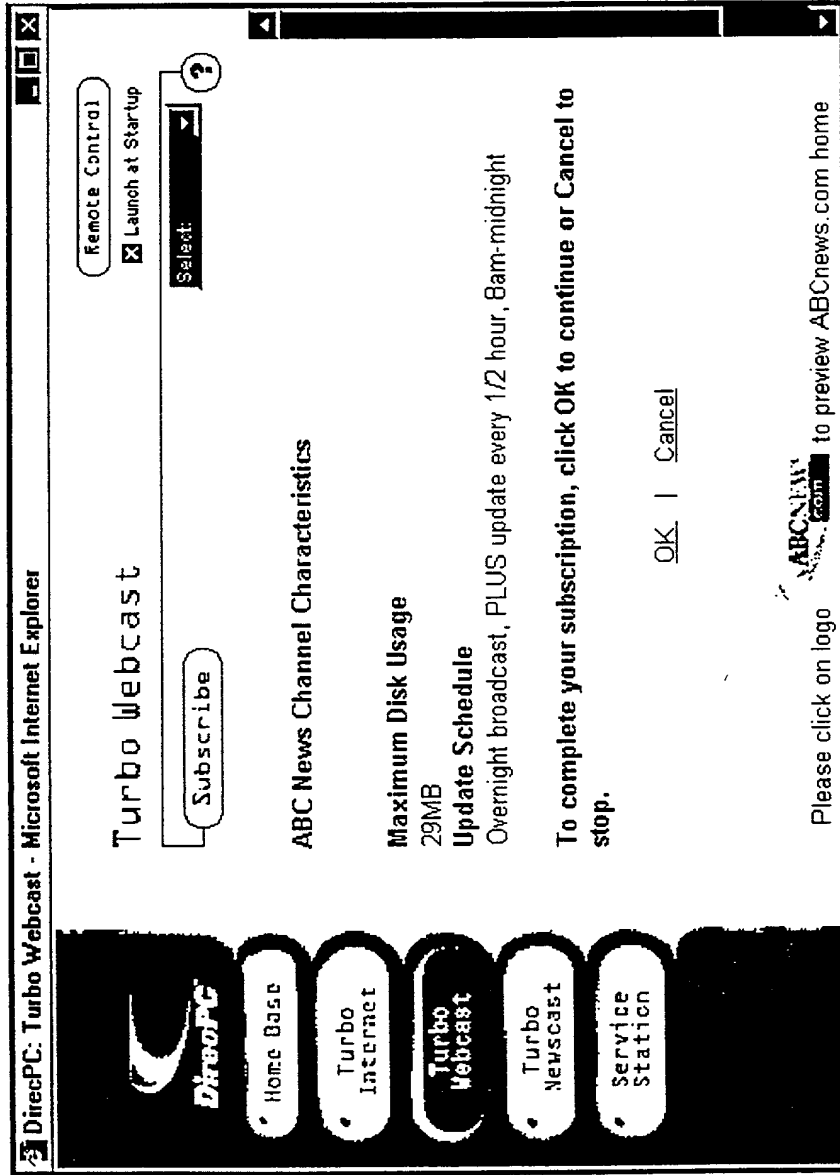 DirecPC: Turbo Webcast - Microsoft Internet Explorer
DirecPC
Home Base
Turbo
Internet
Turbo
Webcast
Turbo
Newscast
Service
Station
Turbo Webcast
Remote Control
Launch at Startup
Subscribe
Select:
?
ABC News Channel Characteristics
Maximum Disk Usage
29MB
Update Schedule
Overnight broadcast, PLUS update every 1/2 hour, 8am-midnight
To complete your subscription, click OK to continue or Cancel to
stop.
OK | Cancel
Please click on logo ABCNEWS.com to preview ABCnews.com home